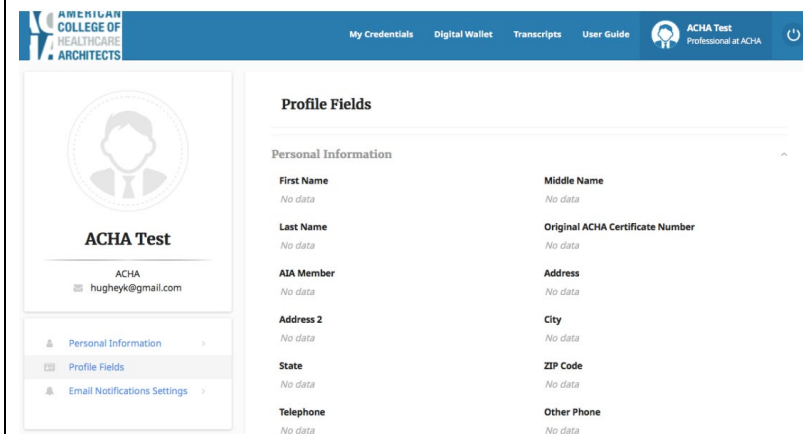 AMERICAN
COLLEGE OF
HEALTHCARE
ARCHITECTS
My Credentials Digital Wallet Transcripts User Guide
ACHA Test
Professional at ACHA
ACHA Test
ACHA
hugheyk@gmail.com
Personal Information
Profile Fields
Email Notifications Settings
Profile Fields
Personal Information
First Name Middle Name
No data No data
Last Name Original ACHA Certificate Number
No data No data
AIA Member Address
No data No data
Address 2 City
No data No data
State ZIP Code
No data No data
Telephone Other Phone
No data No data